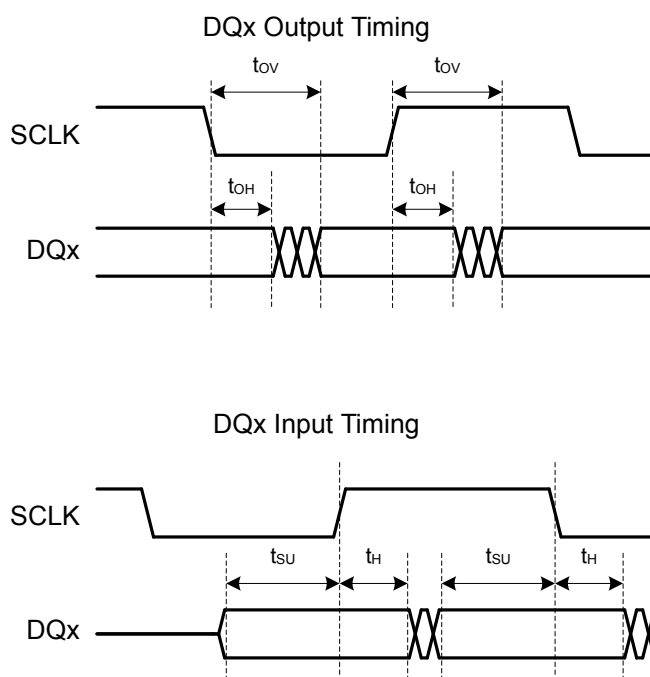 DQx Output Timing
tOV tOV
SCLK
tOH tOH
DQx
DQx Input Timing
SCLK
tSU tH tSU tH
DQx